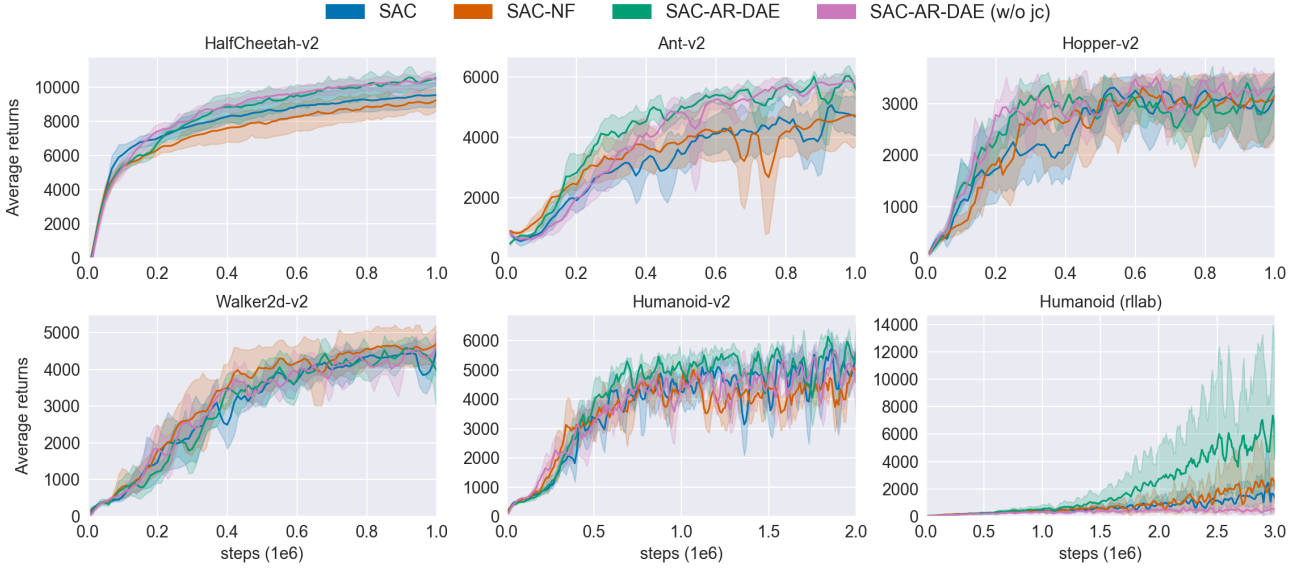 SAC SAC-NF SAC-AR-DAE SAC-AR-DAE (w/o jc)
HalfCheetah-v2 Ant-v2 Hopper-v2
Average returns
10000
8000
6000
4000
2000
0
0.0 0.2 0.4 0.6 0.8 1.0
6000
4000
2000
0
0.0 0.2 0.4 0.6 0.8 1.0
3000
2000
1000
0
0.0 0.2 0.4 0.6 0.8 1.0
Walker2d-v2 Humanoid-v2 Humanoid (rllab)
Average returns
5000
4000
3000
2000
1000
0
0.0 0.2 0.4 0.6 0.8 1.0
steps (1e6)
6000
5000
4000
3000
2000
1000
0
0.5 1.0 1.5 2.0
steps (1e6)
14000
12000
10000
8000
6000
4000
2000
0
0.0 0.5 1.0 1.5 2.0 2.5 3.0
steps (1e6)